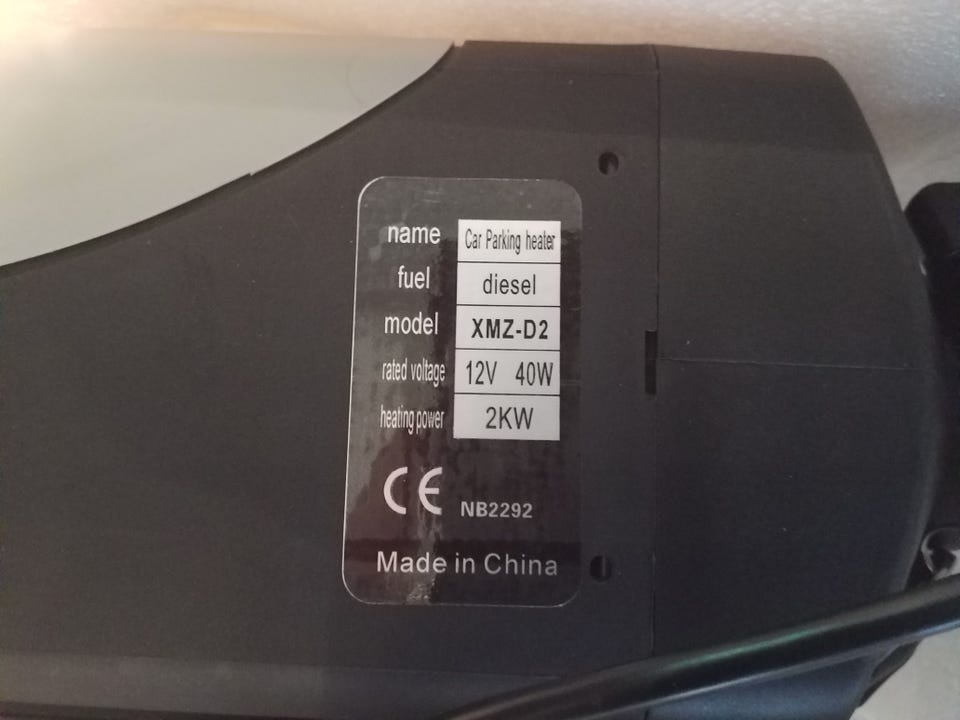 name Car Parking heater
fuel diesel
model XMZ-D2
rated voltage 12V 40W
heating power 2KW
CE NB2292
Made in China